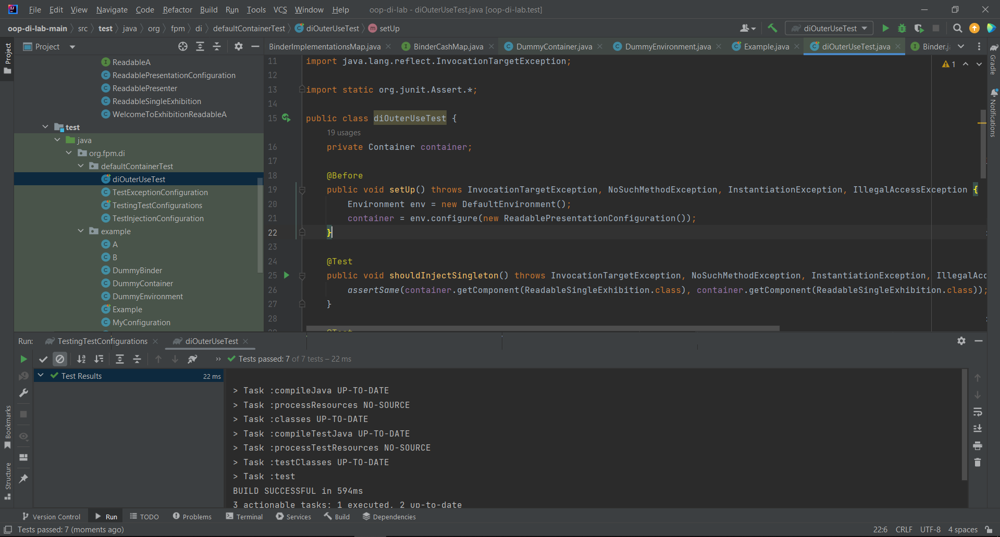 File Edit View Navigate Code Refactor Build Run Tools VCS Window Help oop-di-lab - diOuterUseTest.java [oop-di-lab.test]
oop-di-lab-main src test java org fpm di defaultContainerTest diOuterUseTest setUp diOuterUseTest
Project
BinderImplementationsMap.java BinderCashMap.java DummyContainer.java DummyEnvironment.java Example.java diOuterUseTest.java Binder.j
Project
ReadableA
ReadablePresentationConfiguration
ReadablePresenter
ReadableSingleExhibition
WelcomeToExhibitionReadableA
test
java
org.fpm.di
defaultContainerTest
diOuterUseTest
TestExceptionConfiguration
TestingTestConfigurations
TestInjectionConfiguration
example
A
B
DummyBinder
DummyContainer
DummyEnvironment
Example
MyConfiguration
11 import java.lang.reflect.InvocationTargetException;
12
13 import static org.junit.Assert.*;
14
15 public class diOuterUseTest {
19 usages
16 private Container container;
17
18 @Before
19 public void setUp() throws InvocationTargetException, NoSuchMethodException, InstantiationException, IllegalAccessException {
20 Environment env = new DefaultEnvironment();
21 container = env.configure(new ReadablePresentationConfiguration());
22 }
23
24 @Test
25 public void shouldInjectSingleton() throws InvocationTargetException, NoSuchMethodException, InstantiationException, IllegalAcc
26 assertSame(container.getComponent(ReadableSingleExhibition.class), container.getComponent(ReadableSingleExhibition.class));
27 }
28
1
Gradle
Notifications
Run: TestingTestConfigurations diOuterUseTest
Tests passed: 7 of 7 tests – 22 ms
Test Results 22 ms
> Task :compileJava UP-TO-DATE
> Task :processResources NO-SOURCE
> Task :classes UP-TO-DATE
> Task :compileTestJava UP-TO-DATE
> Task :processTestResources NO-SOURCE
> Task :testClasses UP-TO-DATE
> Task :test
BUILD SUCCESSFUL in 594ms
3 actionable tasks: 1 executed, 2 up-to-date
Bookmarks
Structure
Version Control Run TODO Problems Terminal Services Build Dependencies
Tests passed: 7 (moments ago) 22:6 CRLF UTF-8 4 spaces